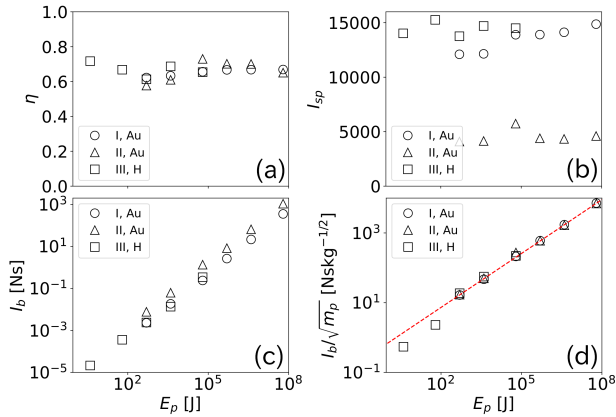 1.0
0.8
0.6
0.4
0.2
0.0
η
I, Au
II, Au
III, H
(a)
15000
10000
5000
0
I_{sp}
I, Au
II, Au
III, H
(b)
10^3
10^1
10^{-1}
10^{-3}
10^{-5}
I_b [Ns]
I, Au
II, Au
III, H
(c)
10^2 10^5 10^8
E_p [J]
10^3
10^1
10^{-1}
I_b/√m_p [Nskg^{-1/2}]
I, Au
II, Au
III, H
(d)
10^2 10^5 10^8
E_p [J]